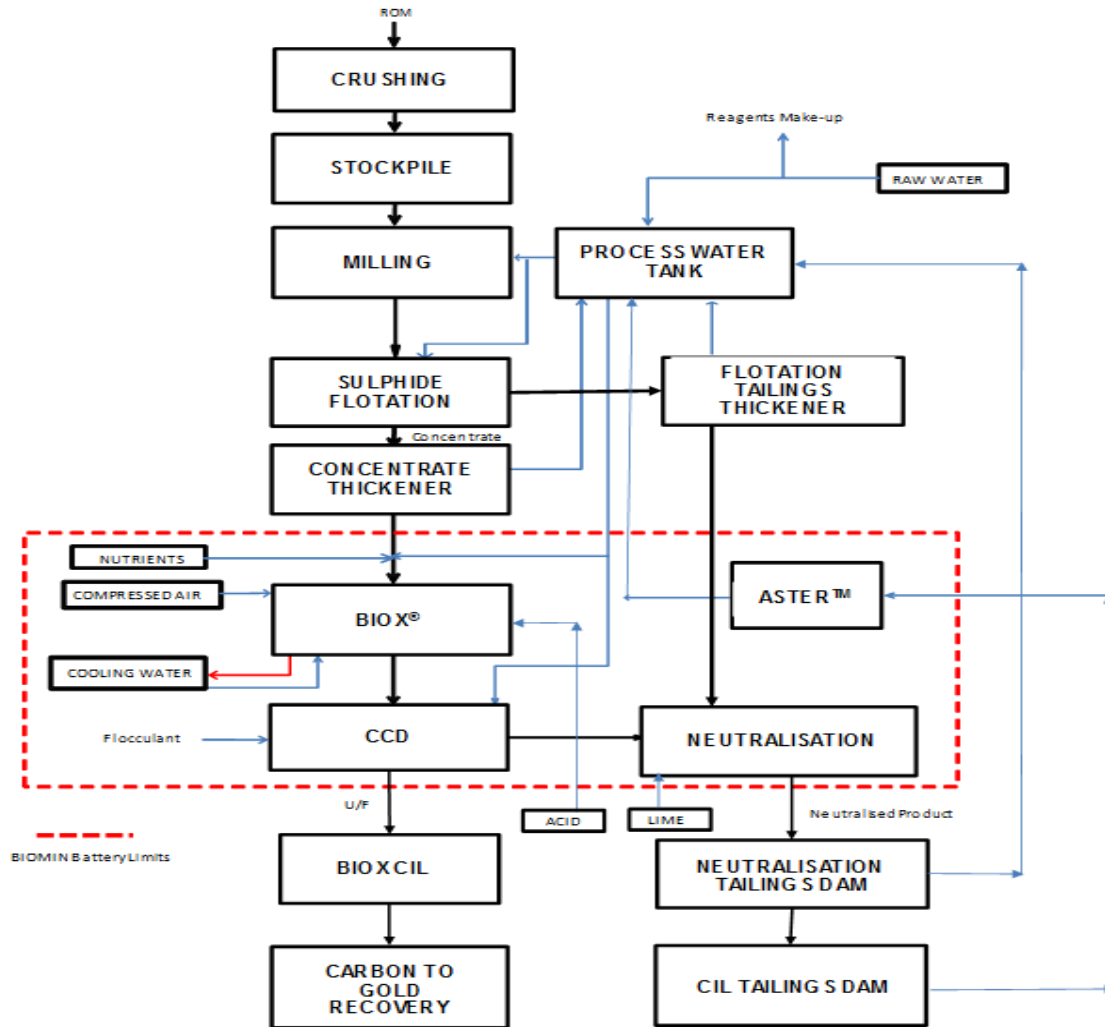 ROM
CRUSHING
Reagents Make-up
STOCKPILE
RAW WATER
MILLING
PROCESS WATER
TANK
SULPHIDE
FLOTATION
FLOTATION
TAILINGS
THICKENER
Concentrate
CONCENTRATE
THICKENER
NUTRIENTS
COMPRESSED AIR
BIOX®
ASTER™
COOLING WATER
Flocculant
CCD
NEUTRALISATION
U/F
ACID
LIME
Neutralised Product
BIOMIN Battery Limits
BIOX CIL
NEUTRALISATION
TAILINGS DAM
CARBON TO
GOLD
RECOVERY
CIL TAILINGS DAM